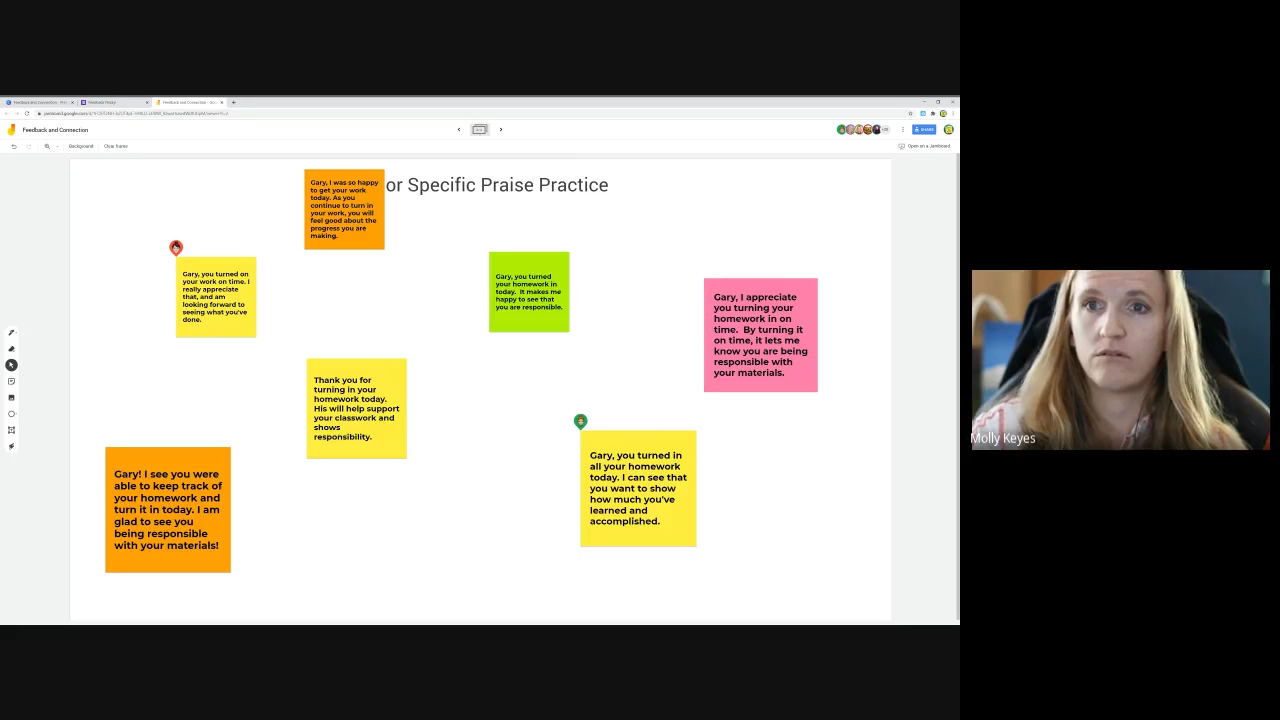 Feedback and Connection
Background
Clear frame
SHARE
Open on a Jamboard
or Specific Praise Practice
Gary, I was so happy
to get your work
today. As you
continue to turn in
your work, you will
feel good about the
progress you are
making.
Gary, you turned on
your work on time. I
really appreciate
that, and am
looking forward to
seeing what you've
done.
Gary, you turned
your homework in
today. It makes me
happy to see that
you are responsible.
Gary, I appreciate
you turning your
homework in on
time. By turning it
on time, it lets me
know you are being
responsible with
your materials.
Thank you for
turning in your
homework today.
His will help support
your classwork and
shows
responsibility.
Gary, you turned in
all your homework
today. I can see that
you want to show
how much you've
learned and
accomplished.
Gary! I see you were
able to keep track of
your homework and
turn it in today. I am
glad to see you
being responsible
with your materials!
Molly Keyes